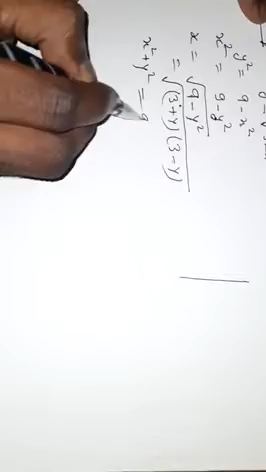 y² = 9 - x²
x² = 9 - y²
x = √(9 - y²)
= √((3+y)(3-y))
x² + y² = 9